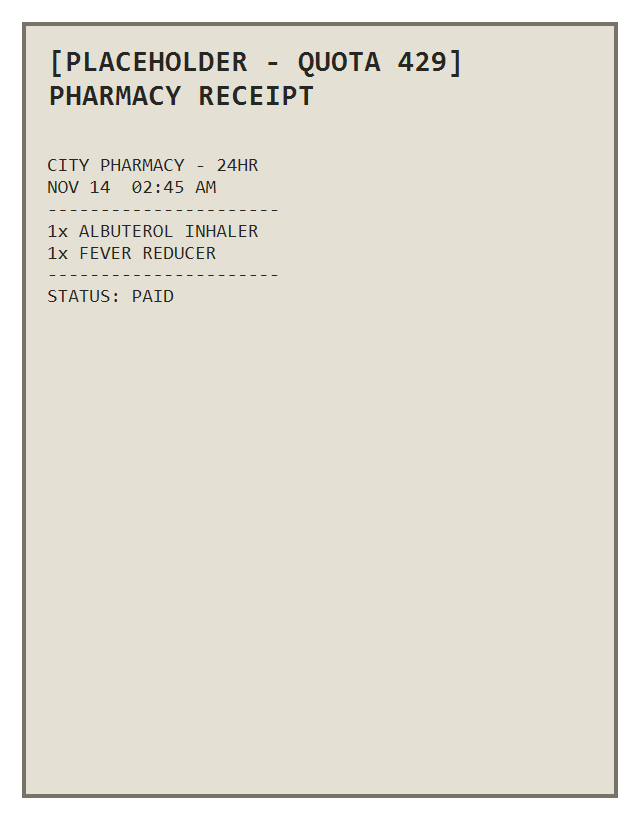 [PLACEHOLDER - QUOTA 429]
PHARMACY RECEIPT
CITY PHARMACY - 24HR
NOV 14  02:45 AM
----------------------
1x ALBUTEROL INHALER
1x FEVER REDUCER
----------------------
STATUS: PAID